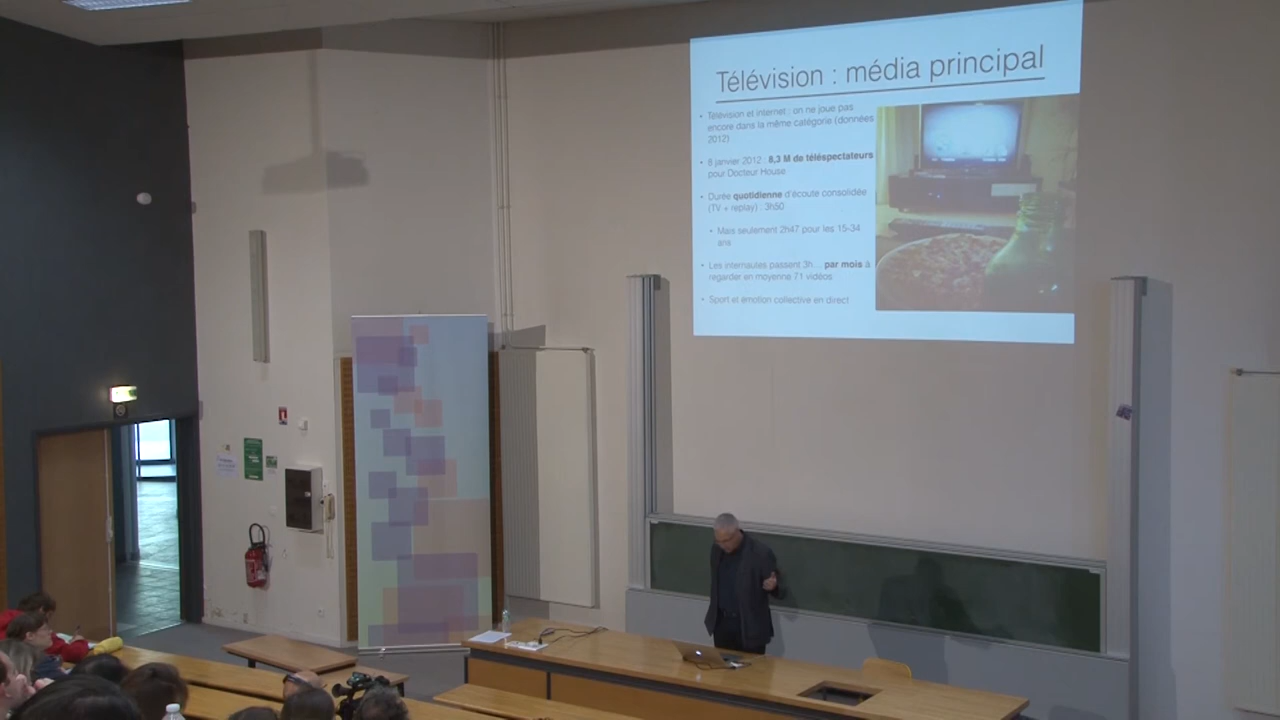 Télévision : média principal
• Télévision et internet : on ne joue pas
encore dans la même catégorie (données
2012)
• 8 janvier 2012 : 8,3 M de téléspectateurs
pour Docteur House
• Durée quotidienne d'écoute consolidée
(TV + replay) : 3h50
• Mais seulement 2h47 pour les 15-34
ans
• Les internautes passent 3h... par mois à
regarder en moyenne 71 vidéos
• Sport et émotion collective en direct